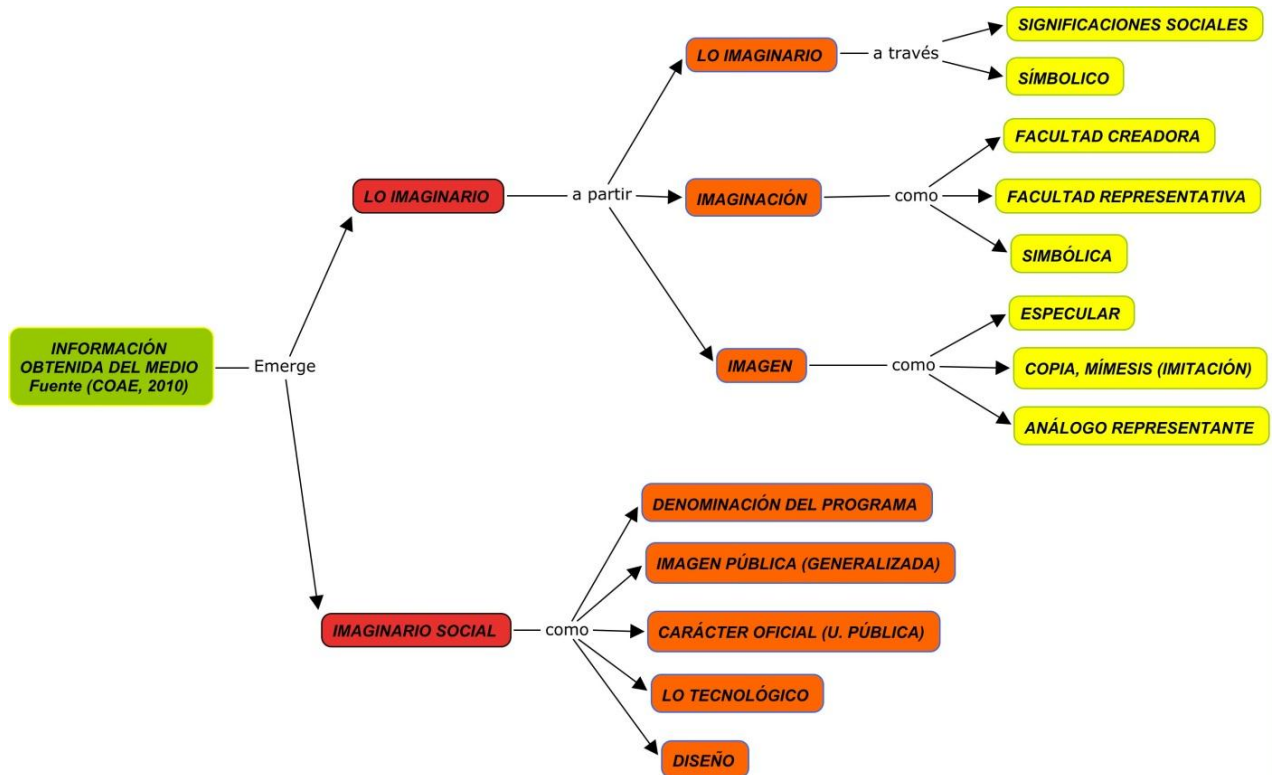 INFORMACIÓN
OBTENIDA DEL MEDIO
Fuente (COAE, 2010)
Emerge
LO IMAGINARIO
a partir
LO IMAGINARIO
a través
SIGNIFICACIONES SOCIALES
SÍMBOLICO
IMAGINACIÓN
como
FACULTAD CREADORA
FACULTAD REPRESENTATIVA
SIMBÓLICA
IMAGEN
como
ESPECULAR
COPIA, MÍMESIS (IMITACIÓN)
ANÁLOGO REPRESENTANTE
IMAGINARIO SOCIAL
como
DENOMINACIÓN DEL PROGRAMA
IMAGEN PÚBLICA (GENERALIZADA)
CARÁCTER OFICIAL (U. PÚBLICA)
LO TECNOLÓGICO
DISEÑO